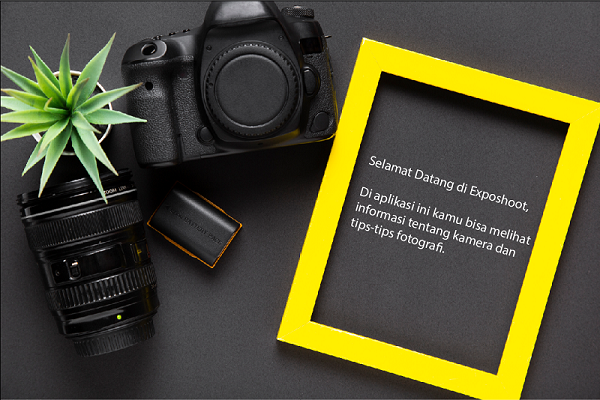 Selamat Datang di Exposhoot,
Di aplikasi ini kamu bisa melihat
informasi tentang kamera dan
tips-tips fotografi.